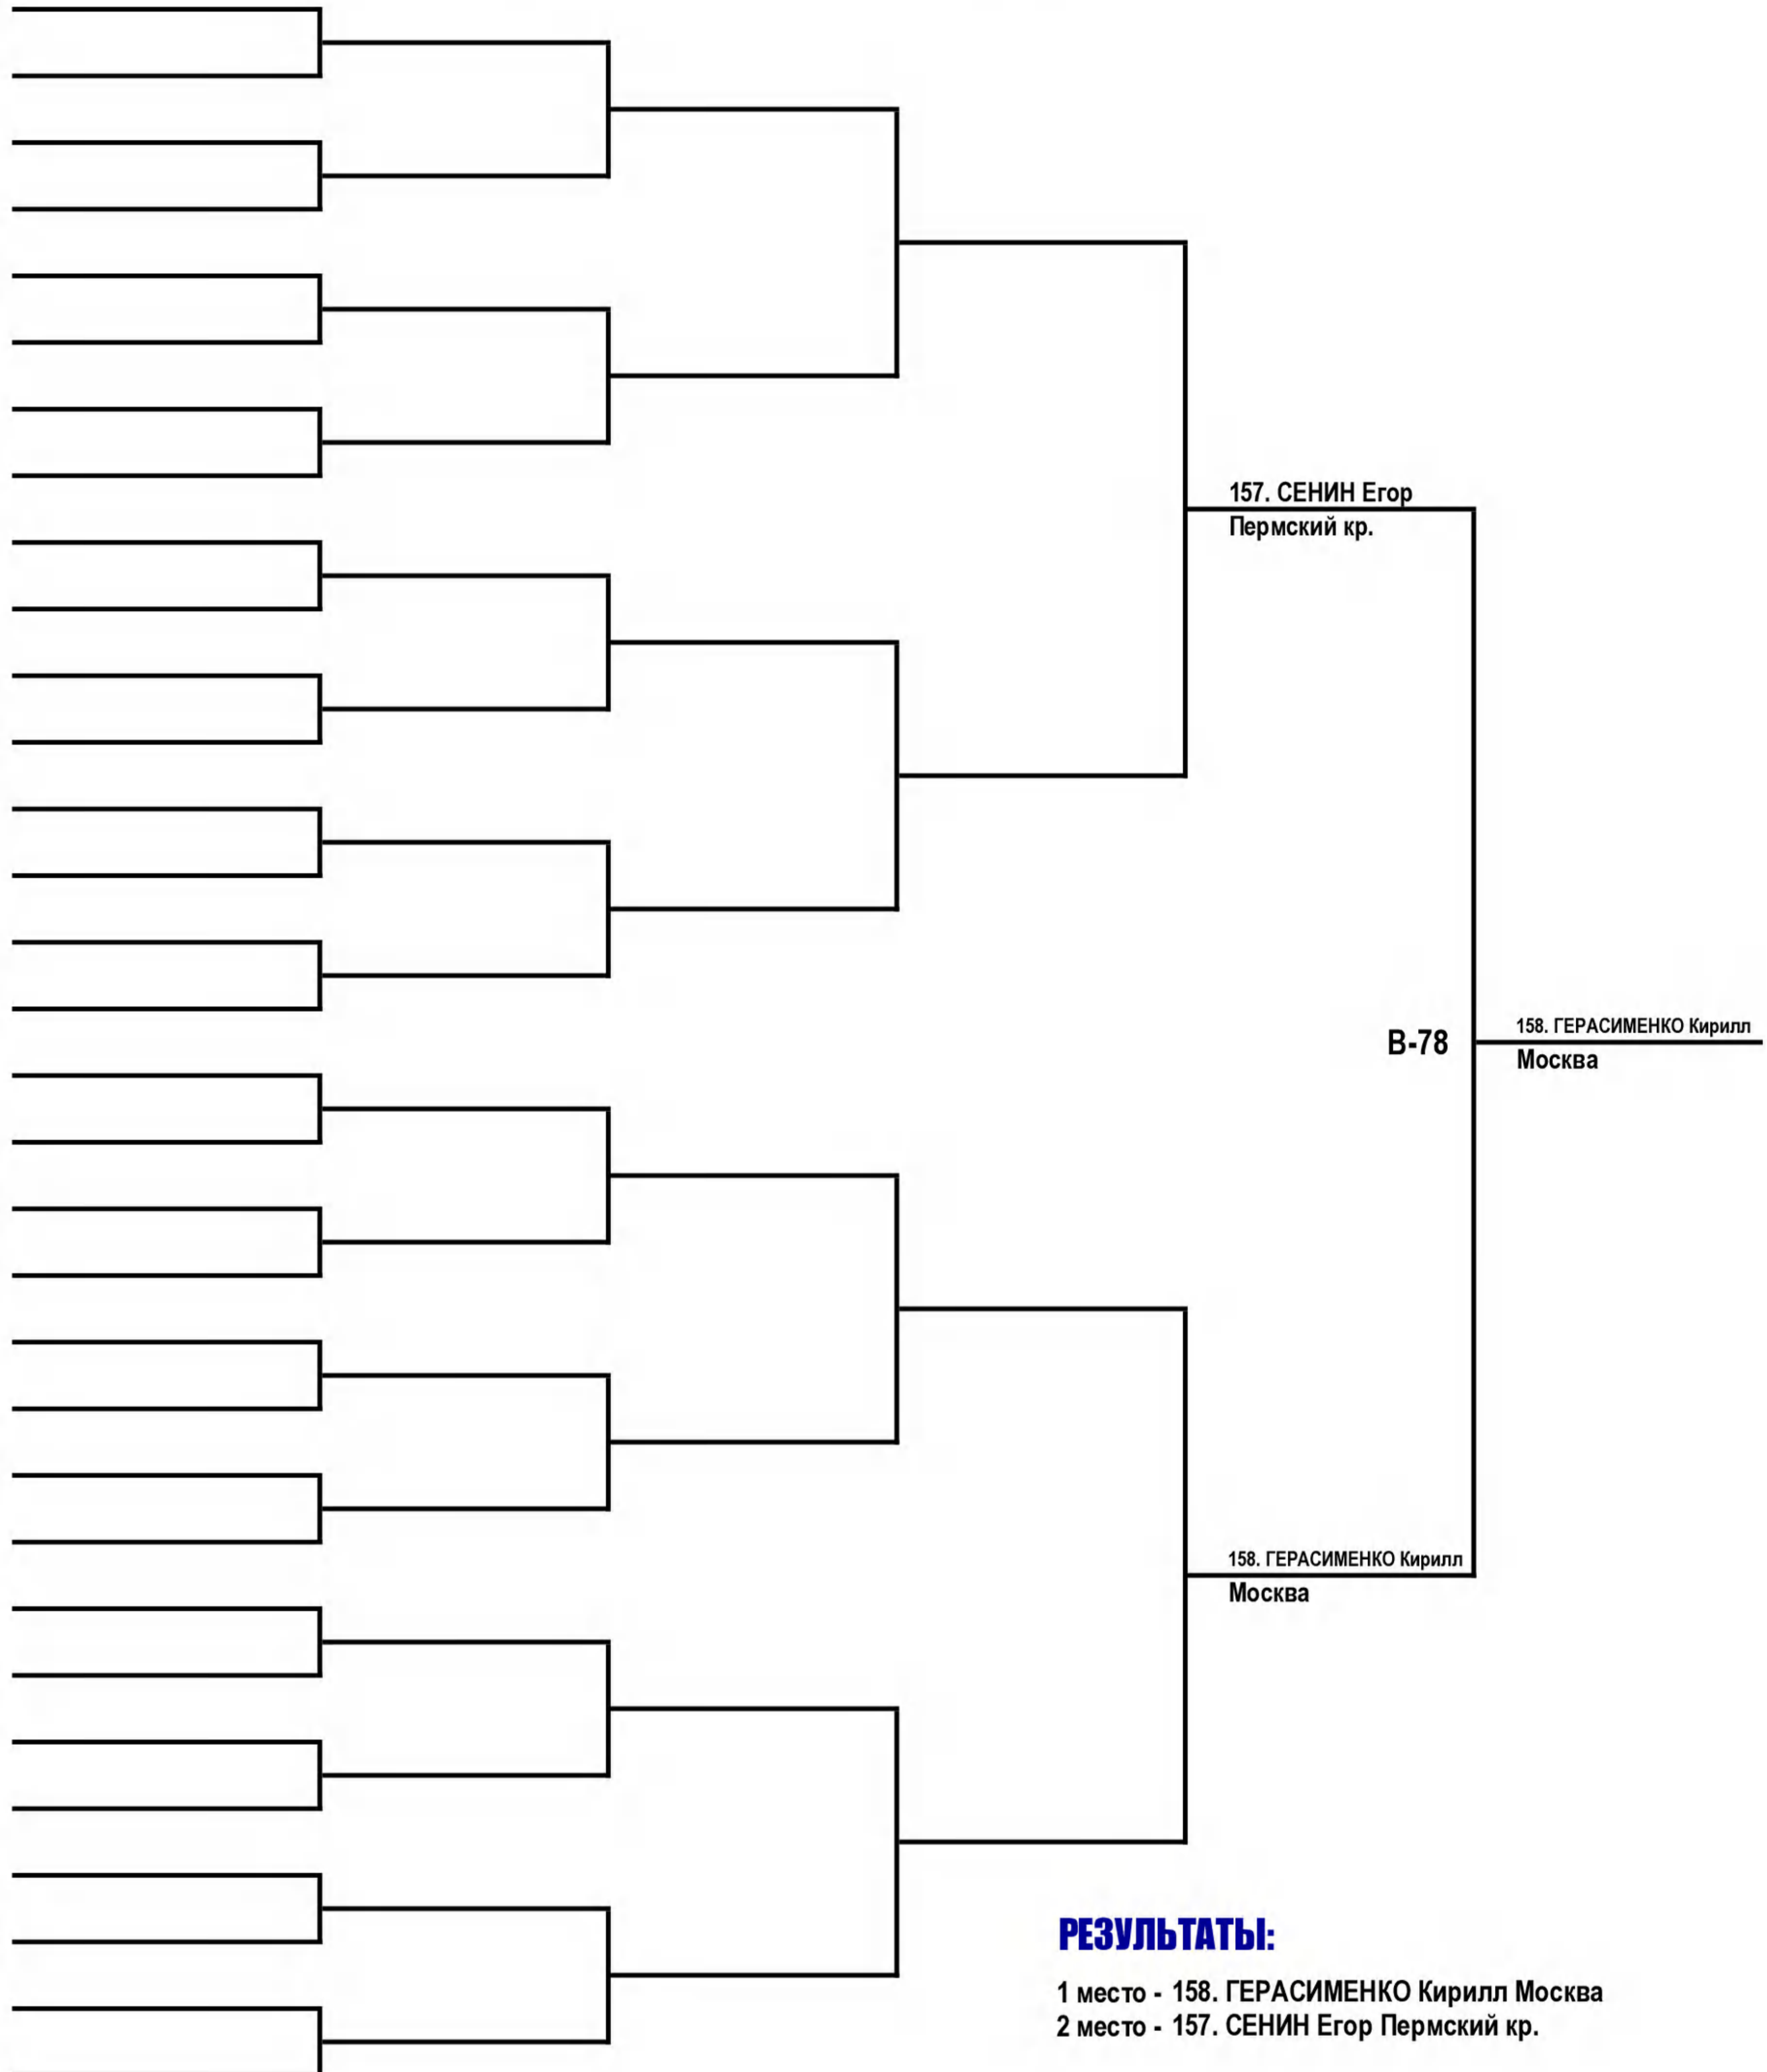 157. СЕНИН Егор
Пермский кр.
В-78
158. ГЕРАСИМЕНКО Кирилл
Москва
158. ГЕРАСИМЕНКО Кирилл
Москва
РЕЗУЛЬТАТЫ:
1 место - 158. ГЕРАСИМЕНКО Кирилл Москва
2 место - 157. СЕНИН Егор Пермский кр.